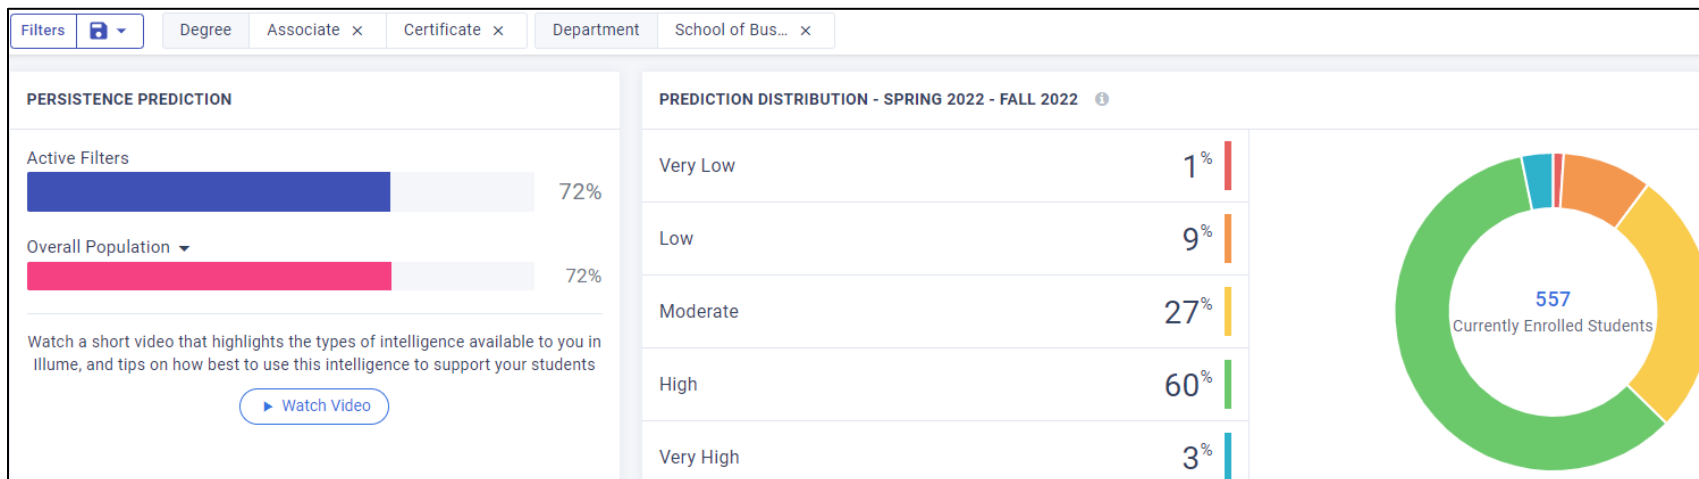 Filters Degree Associate × Certificate × Department School of Bus... ×
PERSISTENCE PREDICTION
Active Filters
72%
Overall Population
72%
Watch a short video that highlights the types of intelligence available to you in
Illume, and tips on how best to use this intelligence to support your students
Watch Video
PREDICTION DISTRIBUTION - SPRING 2022 - FALL 2022
Very Low 1%
Low 9%
Moderate 27%
High 60%
Very High 3%
557
Currently Enrolled Students